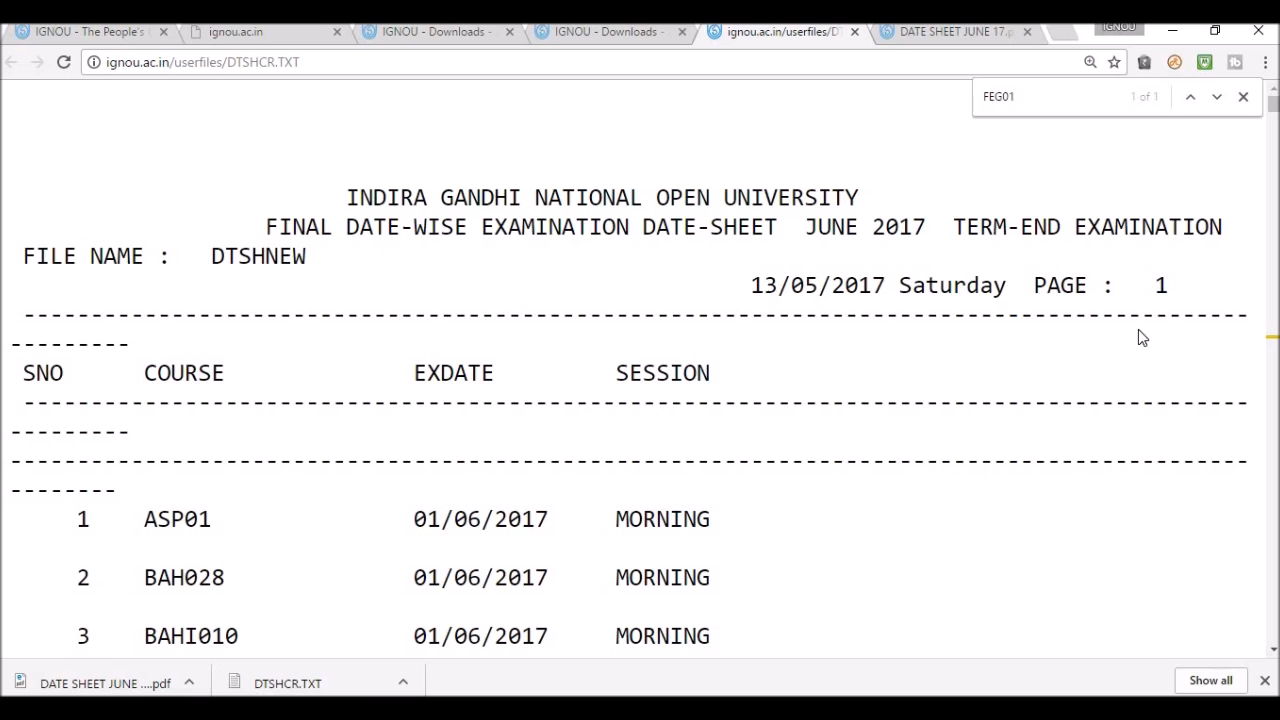 IGNOU - The People's
ignou.ac.in
IGNOU - Downloads -
IGNOU - Downloads -
ignou.ac.in/userfiles/DT
DATE SHEET JUNE 17.p
IGNOU
ignou.ac.in/userfiles/DTSHCR.TXT
FEG01 1 of 1
INDIRA GANDHI NATIONAL OPEN UNIVERSITY
FINAL DATE-WISE EXAMINATION DATE-SHEET JUNE 2017 TERM-END EXAMINATION
FILE NAME : DTSHNEW
13/05/2017 Saturday PAGE : 1
-------------------------------------------------------------------------------------------
---------
SNO COURSE EXDATE SESSION
-------------------------------------------------------------------------------------------
---------
-------------------------------------------------------------------------------------------
--------
1 ASP01 01/06/2017 MORNING
2 BAH028 01/06/2017 MORNING
3 BAHI010 01/06/2017 MORNING
DATE SHEET JUNE ....pdf
DTSHCR.TXT
Show all